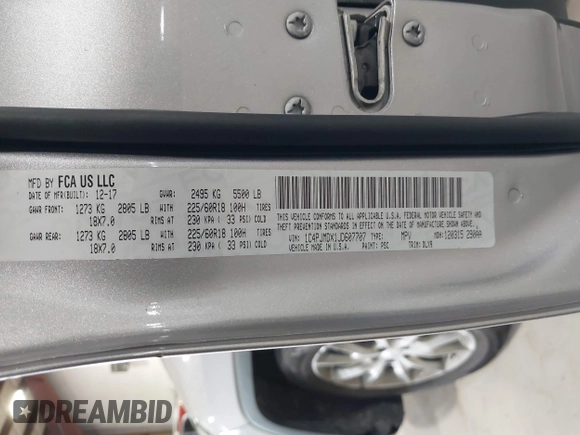 MFD BY FCA US LLC
DATE OF MFR(BUILT): 12-17 GVWR: 2495 KG 5500 LB
GAWR FRONT: 1273 KG 2805 LB WITH 225/60R18 100H TIRES
18X7.0 RIMS AT 230 KPA ( 33 PSI) COLD
GAWR REAR: 1273 KG 2805 LB WITH 225/60R18 100H TIRES
18X7.0 RIMS AT 230 KPA ( 33 PSI) COLD
THIS VEHICLE CONFORMS TO ALL APPLICABLE U.S.A. FEDERAL MOTOR VEHICLE SAFETY AND
THEFT PREVENTION STANDARDS IN EFFECT ON THE DATE OF MANUFACTURE SHOWN ABOVE.
VIN: 1C4PJMDX1JD607707 TYPE: MPV MDH: 120315 290AA
VEHICLE MADE IN U.S.A. PAINT: PSC TRIM: DLX9
DREAMBID